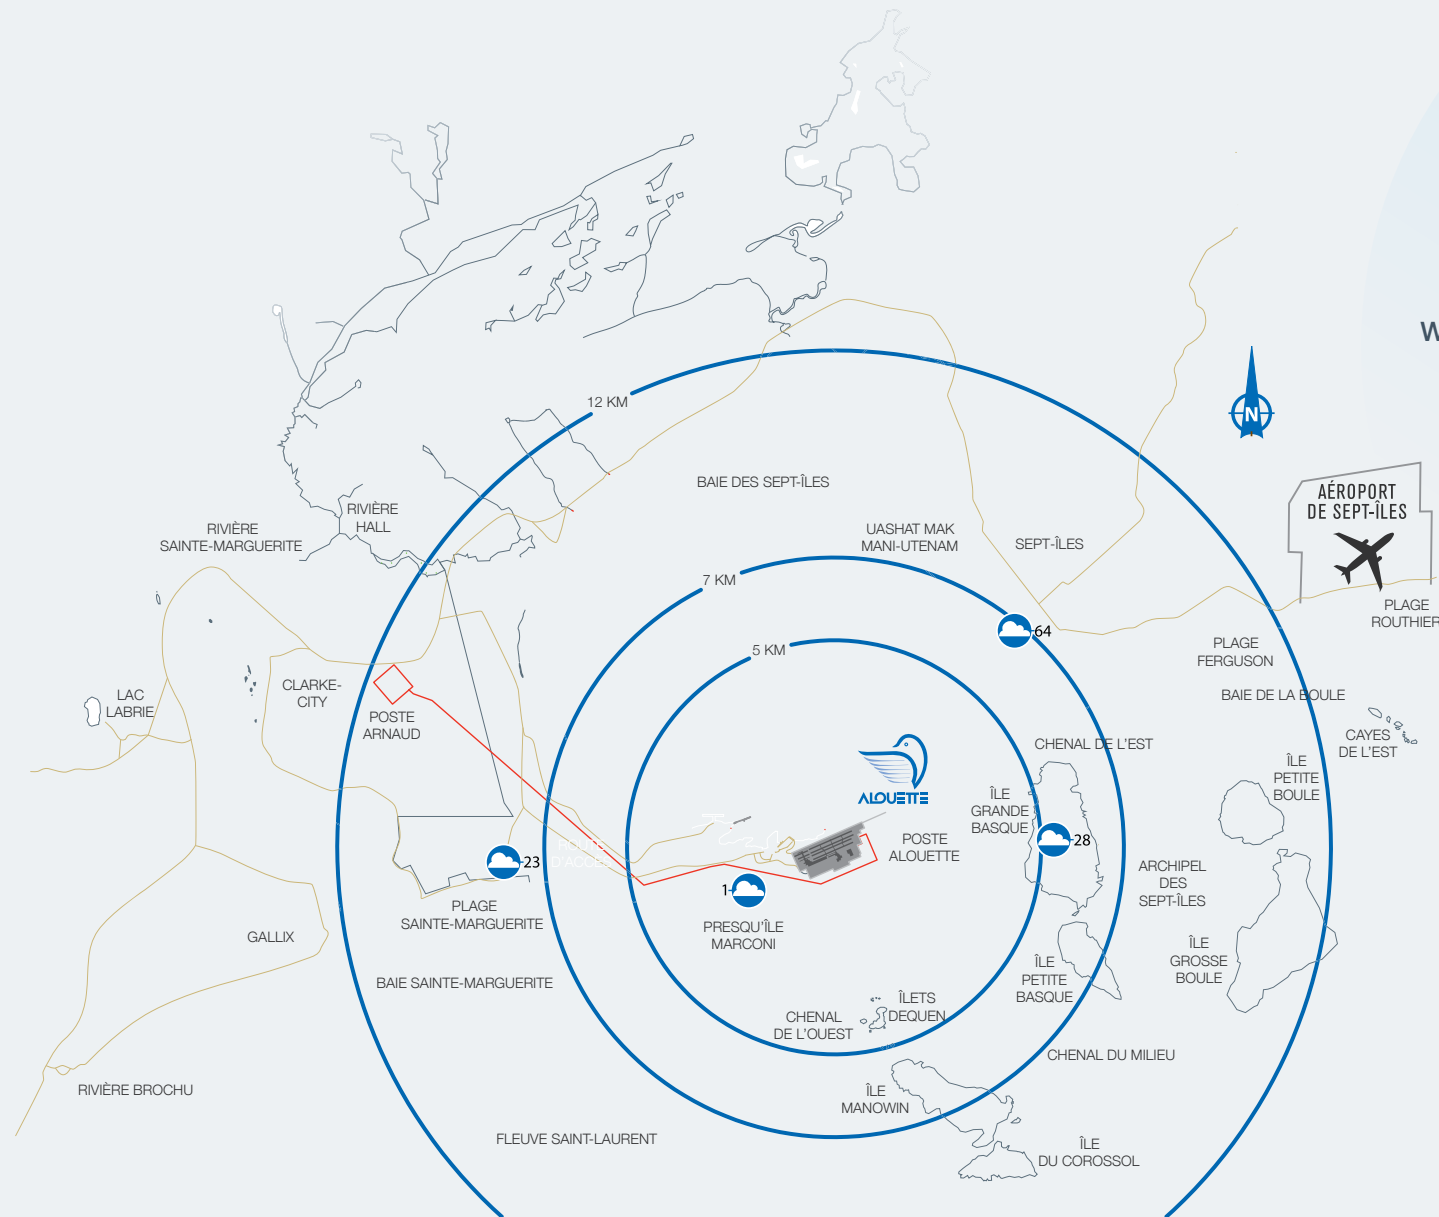 W
12 KM
N
BAIE DES SEPT-ÎLES
AÉROPORT
DE SEPT-ÎLES
RIVIÈRE
HALL
RIVIÈRE
SAINTE-MARGUERITE
UASHAT MAK
MANI-UTENAM
SEPT-ÎLES
7 KM
PLAGE
ROUTHIER
64
5 KM
PLAGE
FERGUSON
CLARKE-
CITY
LAC
LABRIE
BAIE DE LA BOULE
POSTE
ARNAUD
CHENAL DE L'EST
CAYES
DE L'EST
ÎLE
PETITE
BOULE
ALOUETTE
ÎLE
GRANDE
BASQUE
28
POSTE
ALOUETTE
ROUTE
D'ACCÈS
23
1
ARCHIPEL
DES
SEPT-ÎLES
PLAGE
SAINTE-MARGUERITE
PRESQU'ÎLE
MARCONI
GALLIX
ÎLE
GROSSE
BOULE
ÎLE
PETITE
BASQUE
BAIE SAINTE-MARGUERITE
ÎLETS
DEQUEN
CHENAL
DE L'OUEST
CHENAL DU MILIEU
RIVIÈRE BROCHU
ÎLE
MANOWIN
FLEUVE SAINT-LAURENT
ÎLE
DU COROSSOL